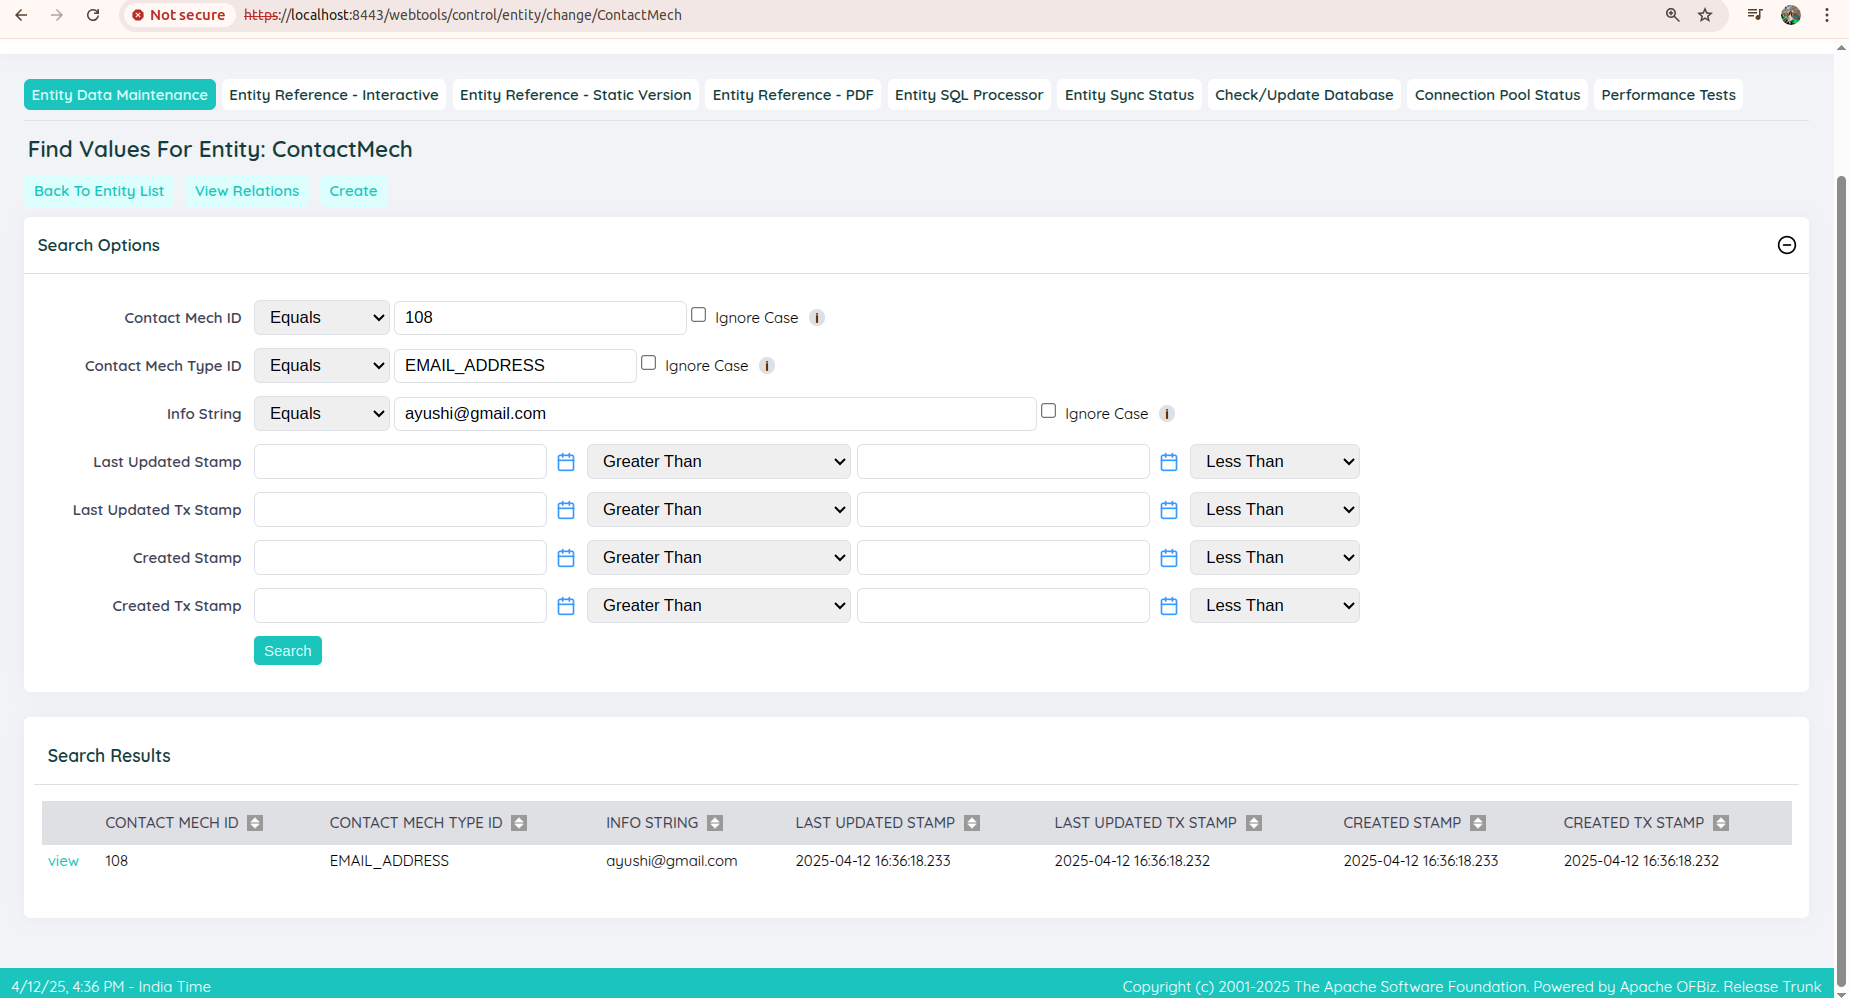 Not secure https://localhost:8443/webtools/control/entity/change/ContactMech
Entity Data Maintenance Entity Reference - Interactive Entity Reference - Static Version Entity Reference - PDF Entity SQL Processor Entity Sync Status Check/Update Database Connection Pool Status Performance Tests
Find Values For Entity: ContactMech
Back To Entity List View Relations Create
Search Options
Contact Mech ID Equals 108 Ignore Case i
Contact Mech Type ID Equals EMAIL_ADDRESS Ignore Case i
Info String Equals ayushi@gmail.com Ignore Case i
Last Updated Stamp Greater Than Less Than
Last Updated Tx Stamp Greater Than Less Than
Created Stamp Greater Than Less Than
Created Tx Stamp Greater Than Less Than
Search
Search Results
CONTACT MECH ID CONTACT MECH TYPE ID INFO STRING LAST UPDATED STAMP LAST UPDATED TX STAMP CREATED STAMP CREATED TX STAMP
view 108 EMAIL_ADDRESS ayushi@gmail.com 2025-04-12 16:36:18.233 2025-04-12 16:36:18.232 2025-04-12 16:36:18.233 2025-04-12 16:36:18.232
4/12/25, 4:36 PM - India Time Copyright (c) 2001-2025 The Apache Software Foundation. Powered by Apache OFBiz. Release Trunk